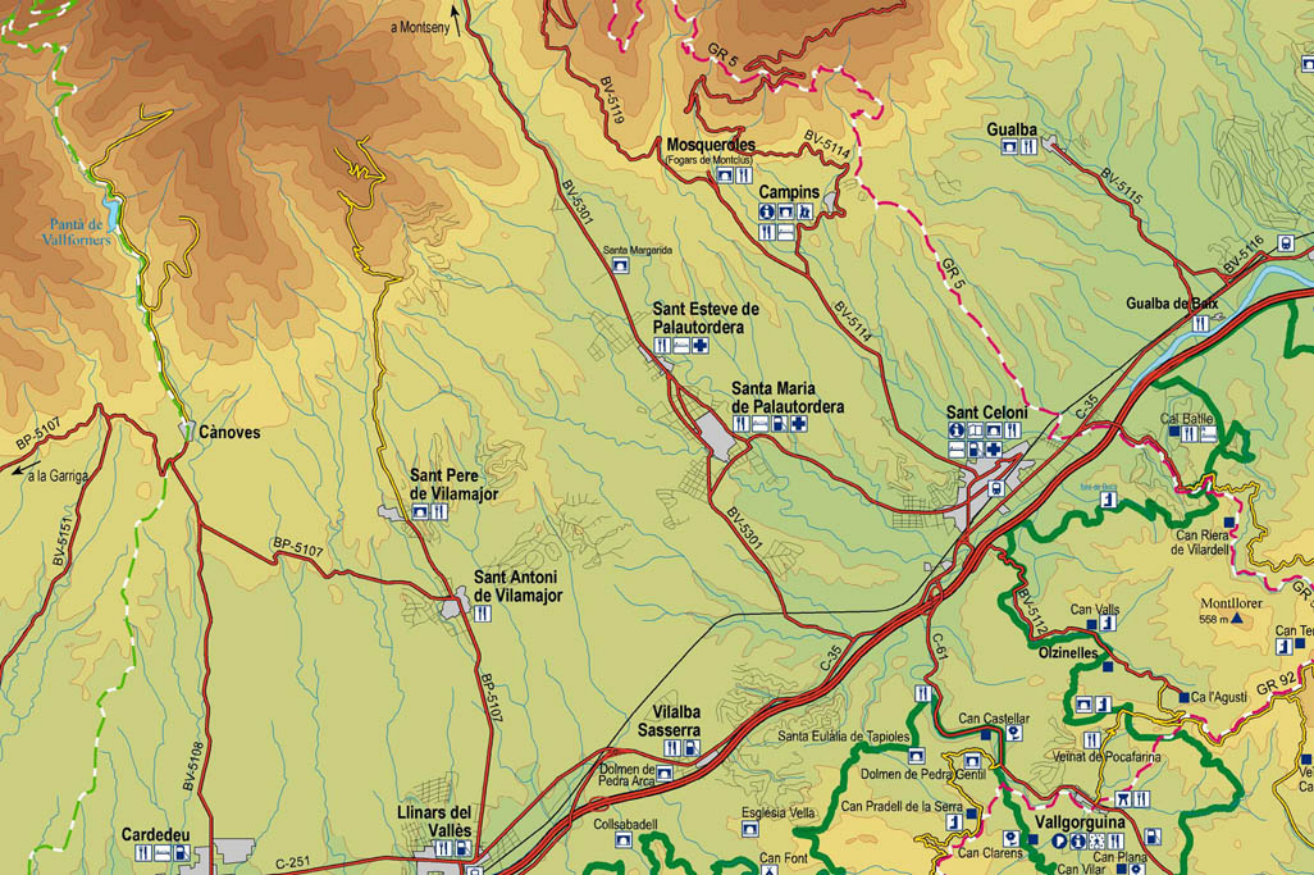 a Montseny
GR 5
BV-5119
Gualba
Mosqueroles
(Fogars de Montclús)
BV-5114
Campins
BV-5115
BV-5301
Pantà de
Vallforners
Santa Margarida
BV-5116
GR 5
Gualba de Baix
Sant Esteve de
Palautordera
BV-5114
Santa Maria
de Palautordera
Sant Celoni
C-35
Cal Batlle
BP-5107
Cànoves
a la Garriga
Sant Pere
de Vilamajor
BV-5151
BV-5301
Can Riera
de Vilardell
BP-5107
Sant Antoni
de Vilamajor
GR
BV-5112
Can Valls
Montllorer
558 m
Can Te
C-61
C-35
Olzinelles
GR 92
BP-5107
Ca l'Agustí
Vilalba
Sasserra
Can Castellar
Santa Eulàlia de Tapioles
Veïnat de Pocafarina
BV-5108
Dolmen de
Pedra Arca
Dolmen de Pedra Gentil
Ve
Ca
Can Pradell de la Serra
Llinars del
Vallès
Església Vella
Collsabadell
Vallgorguina
P
Cardedeu
C-251
Can Font
Can Clarens
Can Plana
Can Vilar